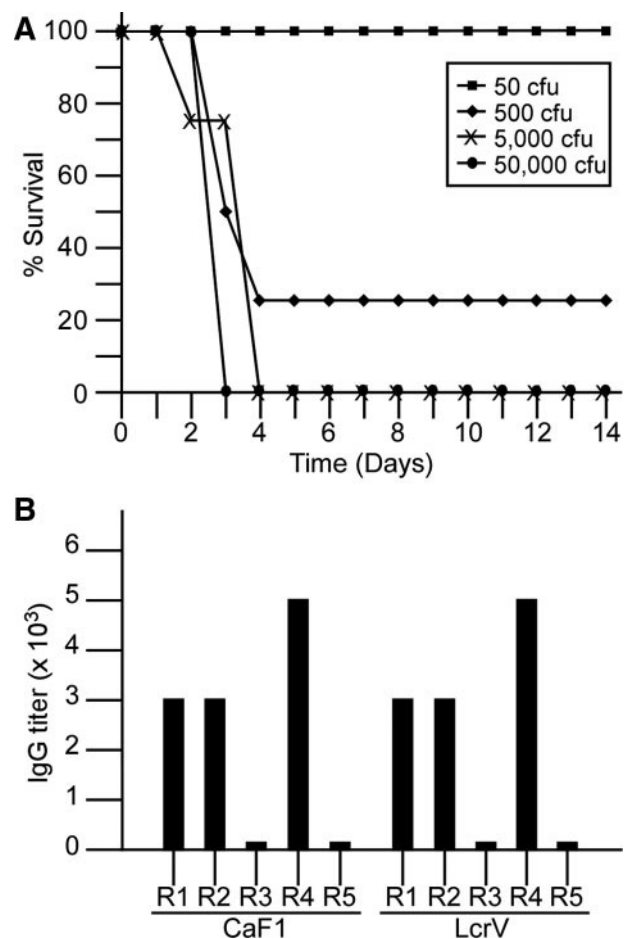 A
% Survival
100
80
60
40
20
0
50 cfu
500 cfu
5,000 cfu
50,000 cfu
0 2 4 6 8 10 12 14
Time (Days)
B
IgG titer (x 10³)
6
5
4
3
2
1
0
R1 R2 R3 R4 R5 R1 R2 R3 R4 R5
CaF1 LcrV